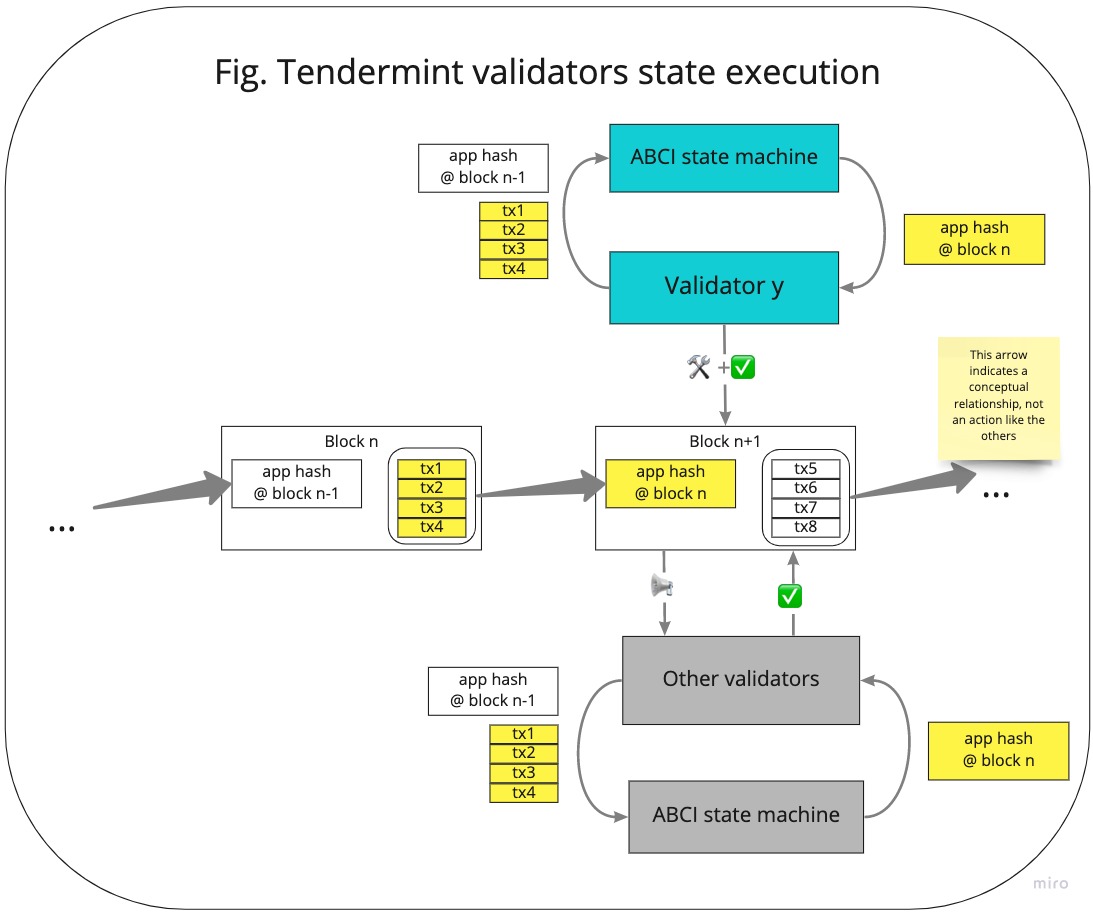 Fig. Tendermint validators state execution
app hash
@ block n-1
tx1
tx2
tx3
tx4
ABCI state machine
Validator y
app hash
@ block n
+
This arrow
indicates a
conceptual
relationship, not
an action like the
others
...
Block n
app hash
@ block n-1
tx1
tx2
tx3
tx4
Block n+1
app hash
@ block n
tx5
tx6
tx7
tx8
...
Other validators
app hash
@ block n-1
tx1
tx2
tx3
tx4
ABCI state machine
app hash
@ block n
miro